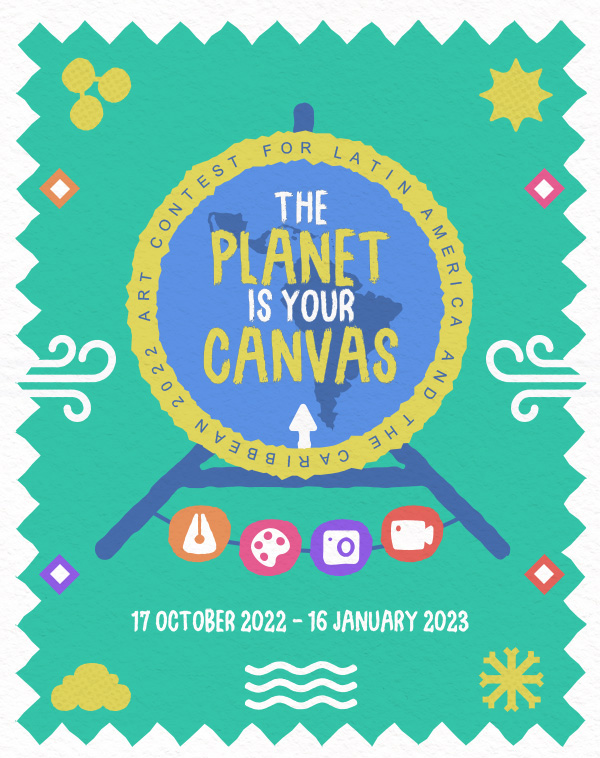 2022 ART CONTEST FOR LATIN AMERICA AND THE CARIBBEAN
THE
PLANET
IS YOUR
CANVAS
17 OCTOBER 2022 - 16 JANUARY 2023